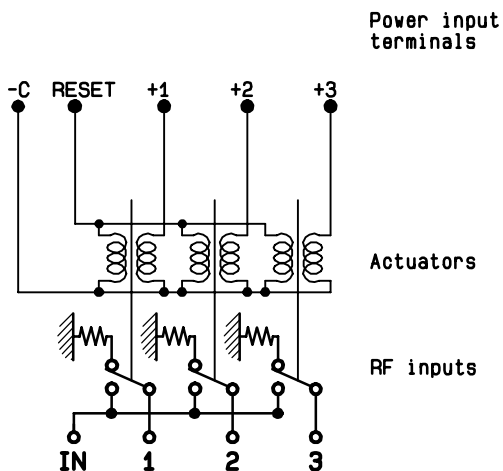 Power input
terminals
-C RESET +1 +2 +3
Actuators
RF inputs
IN 1 2 3